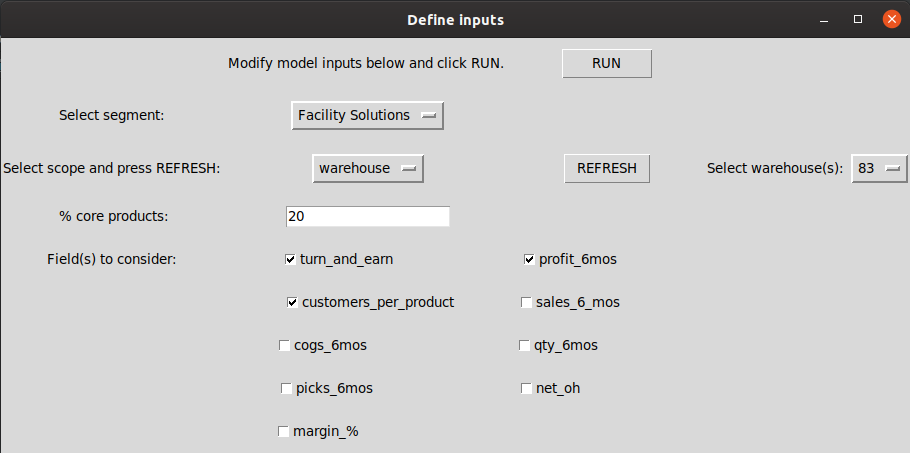 Define inputs
Modify model inputs below and click RUN. RUN
Select segment: Facility Solutions
Select scope and press REFRESH: warehouse REFRESH Select warehouse(s): 83
% core products: 20
Field(s) to consider: turn_and_earn profit_6mos
customers_per_product sales_6_mos
cogs_6mos qty_6mos
picks_6mos net_oh
margin_%